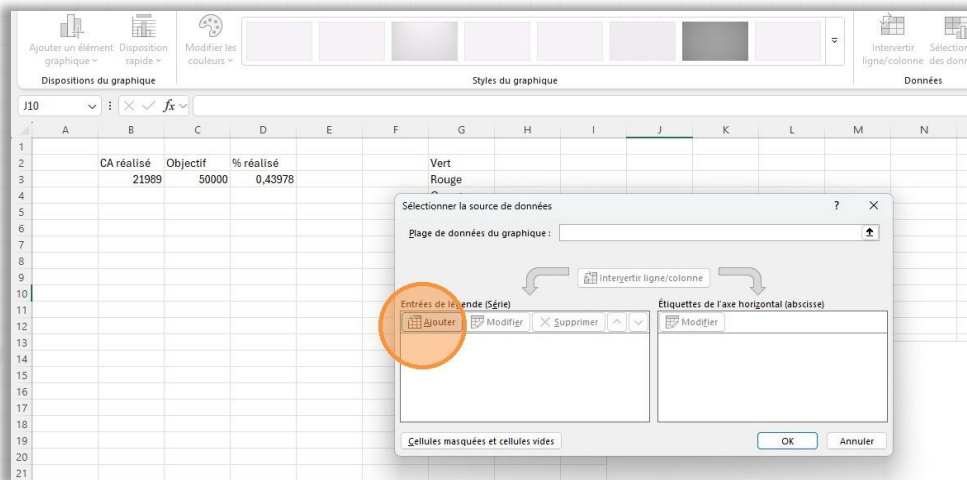 Ajouter un élément Disposition Modifier les Intervertir Sélection
graphique rapide couleurs ligne/colonne des donn
Dispositions du graphique Styles du graphique Données
J10 fx
A B C D E F G H I J K L M N
1
2 CA réalisé Objectif % réalisé Vert
3 21989 50000 0,43978 Rouge
4
Sélectionner la source de données ? X
5
6 Plage de données du graphique :
7
8
9 Intervertir ligne/colonne
10
11 Entrées de légende (Série) Étiquettes de l'axe horizontal (abscisse)
12 Ajouter Modifier Supprimer Modifier
13
14
15
16
17
18
19 Cellules masquées et cellules vides OK Annuler
20
21